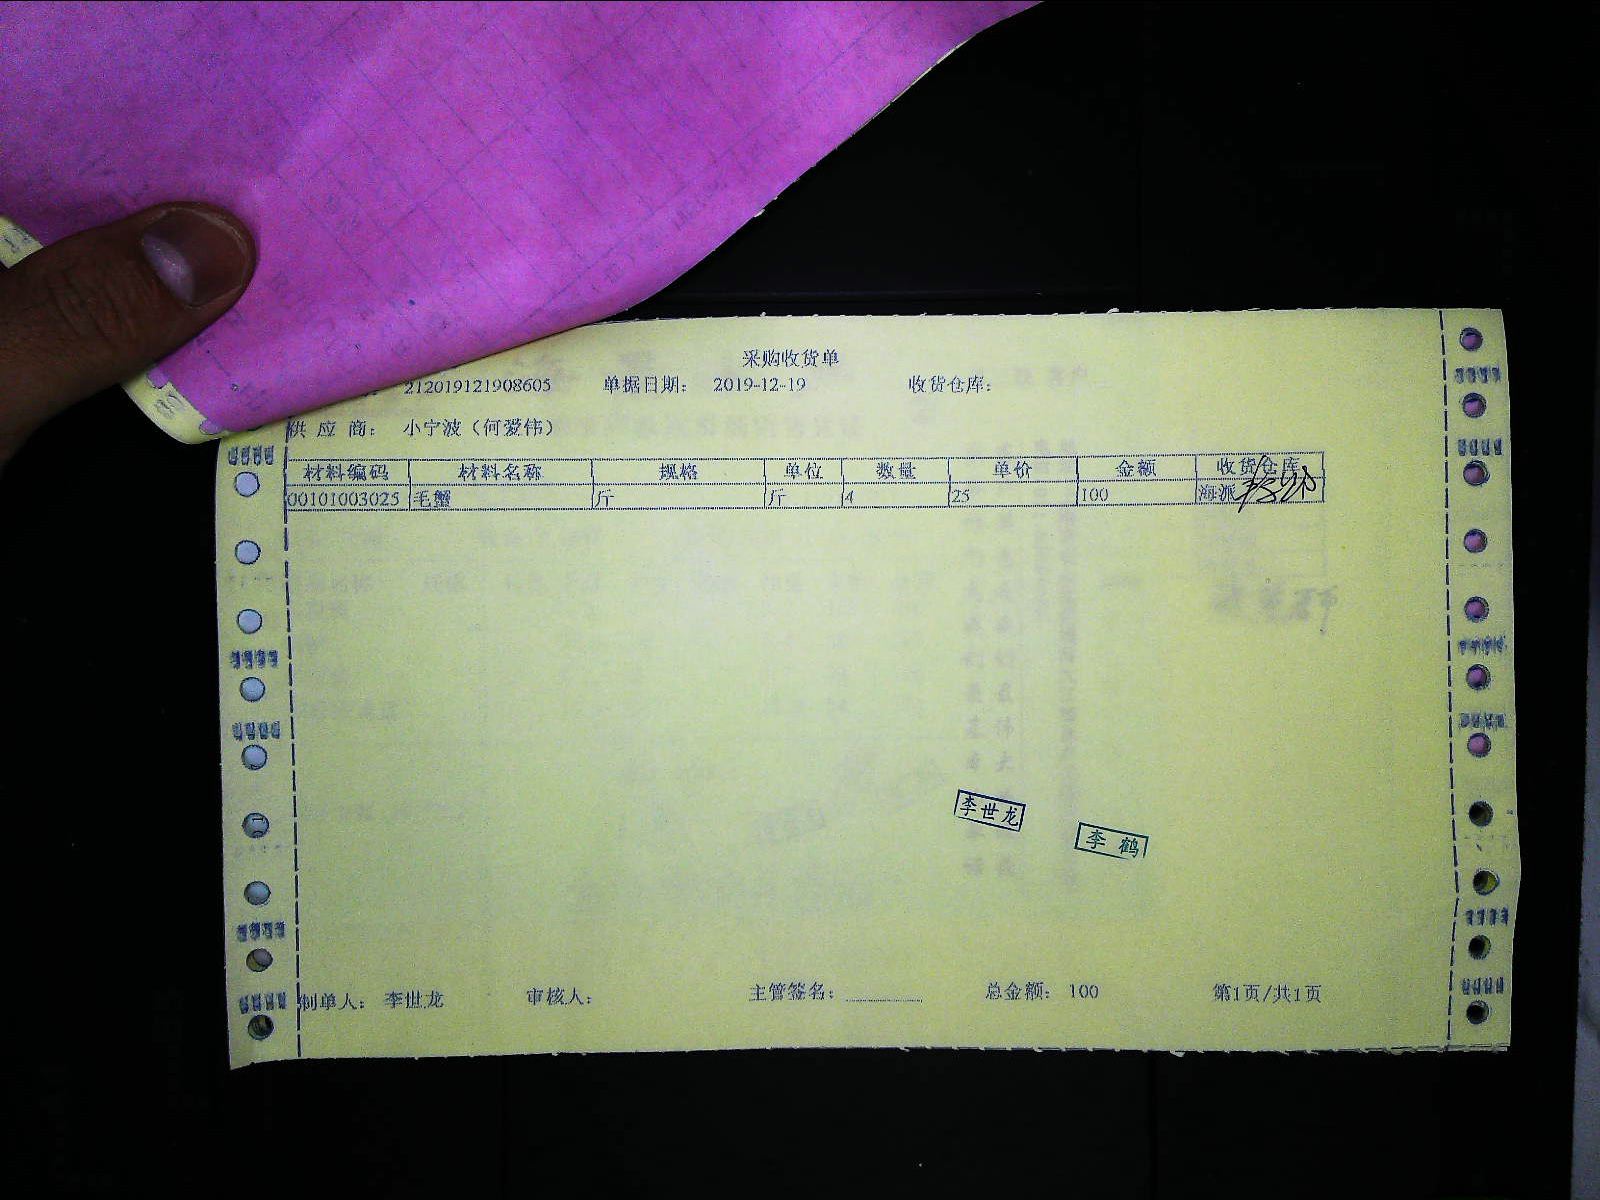 采购收货单
212019121908605 单据日期: 2019-12-19 收货仓库:
供 应 商: 小宁波(何爱伟)
材料编码 材料名称 规格 单位 数量 单价 金额 收货仓库
00101003025 毛蟹 斤 斤 4 25 100 海派
李世龙
李鹤
制单人: 李世龙 审核人: 主管签名: 总金额: 100 第1页/共1页